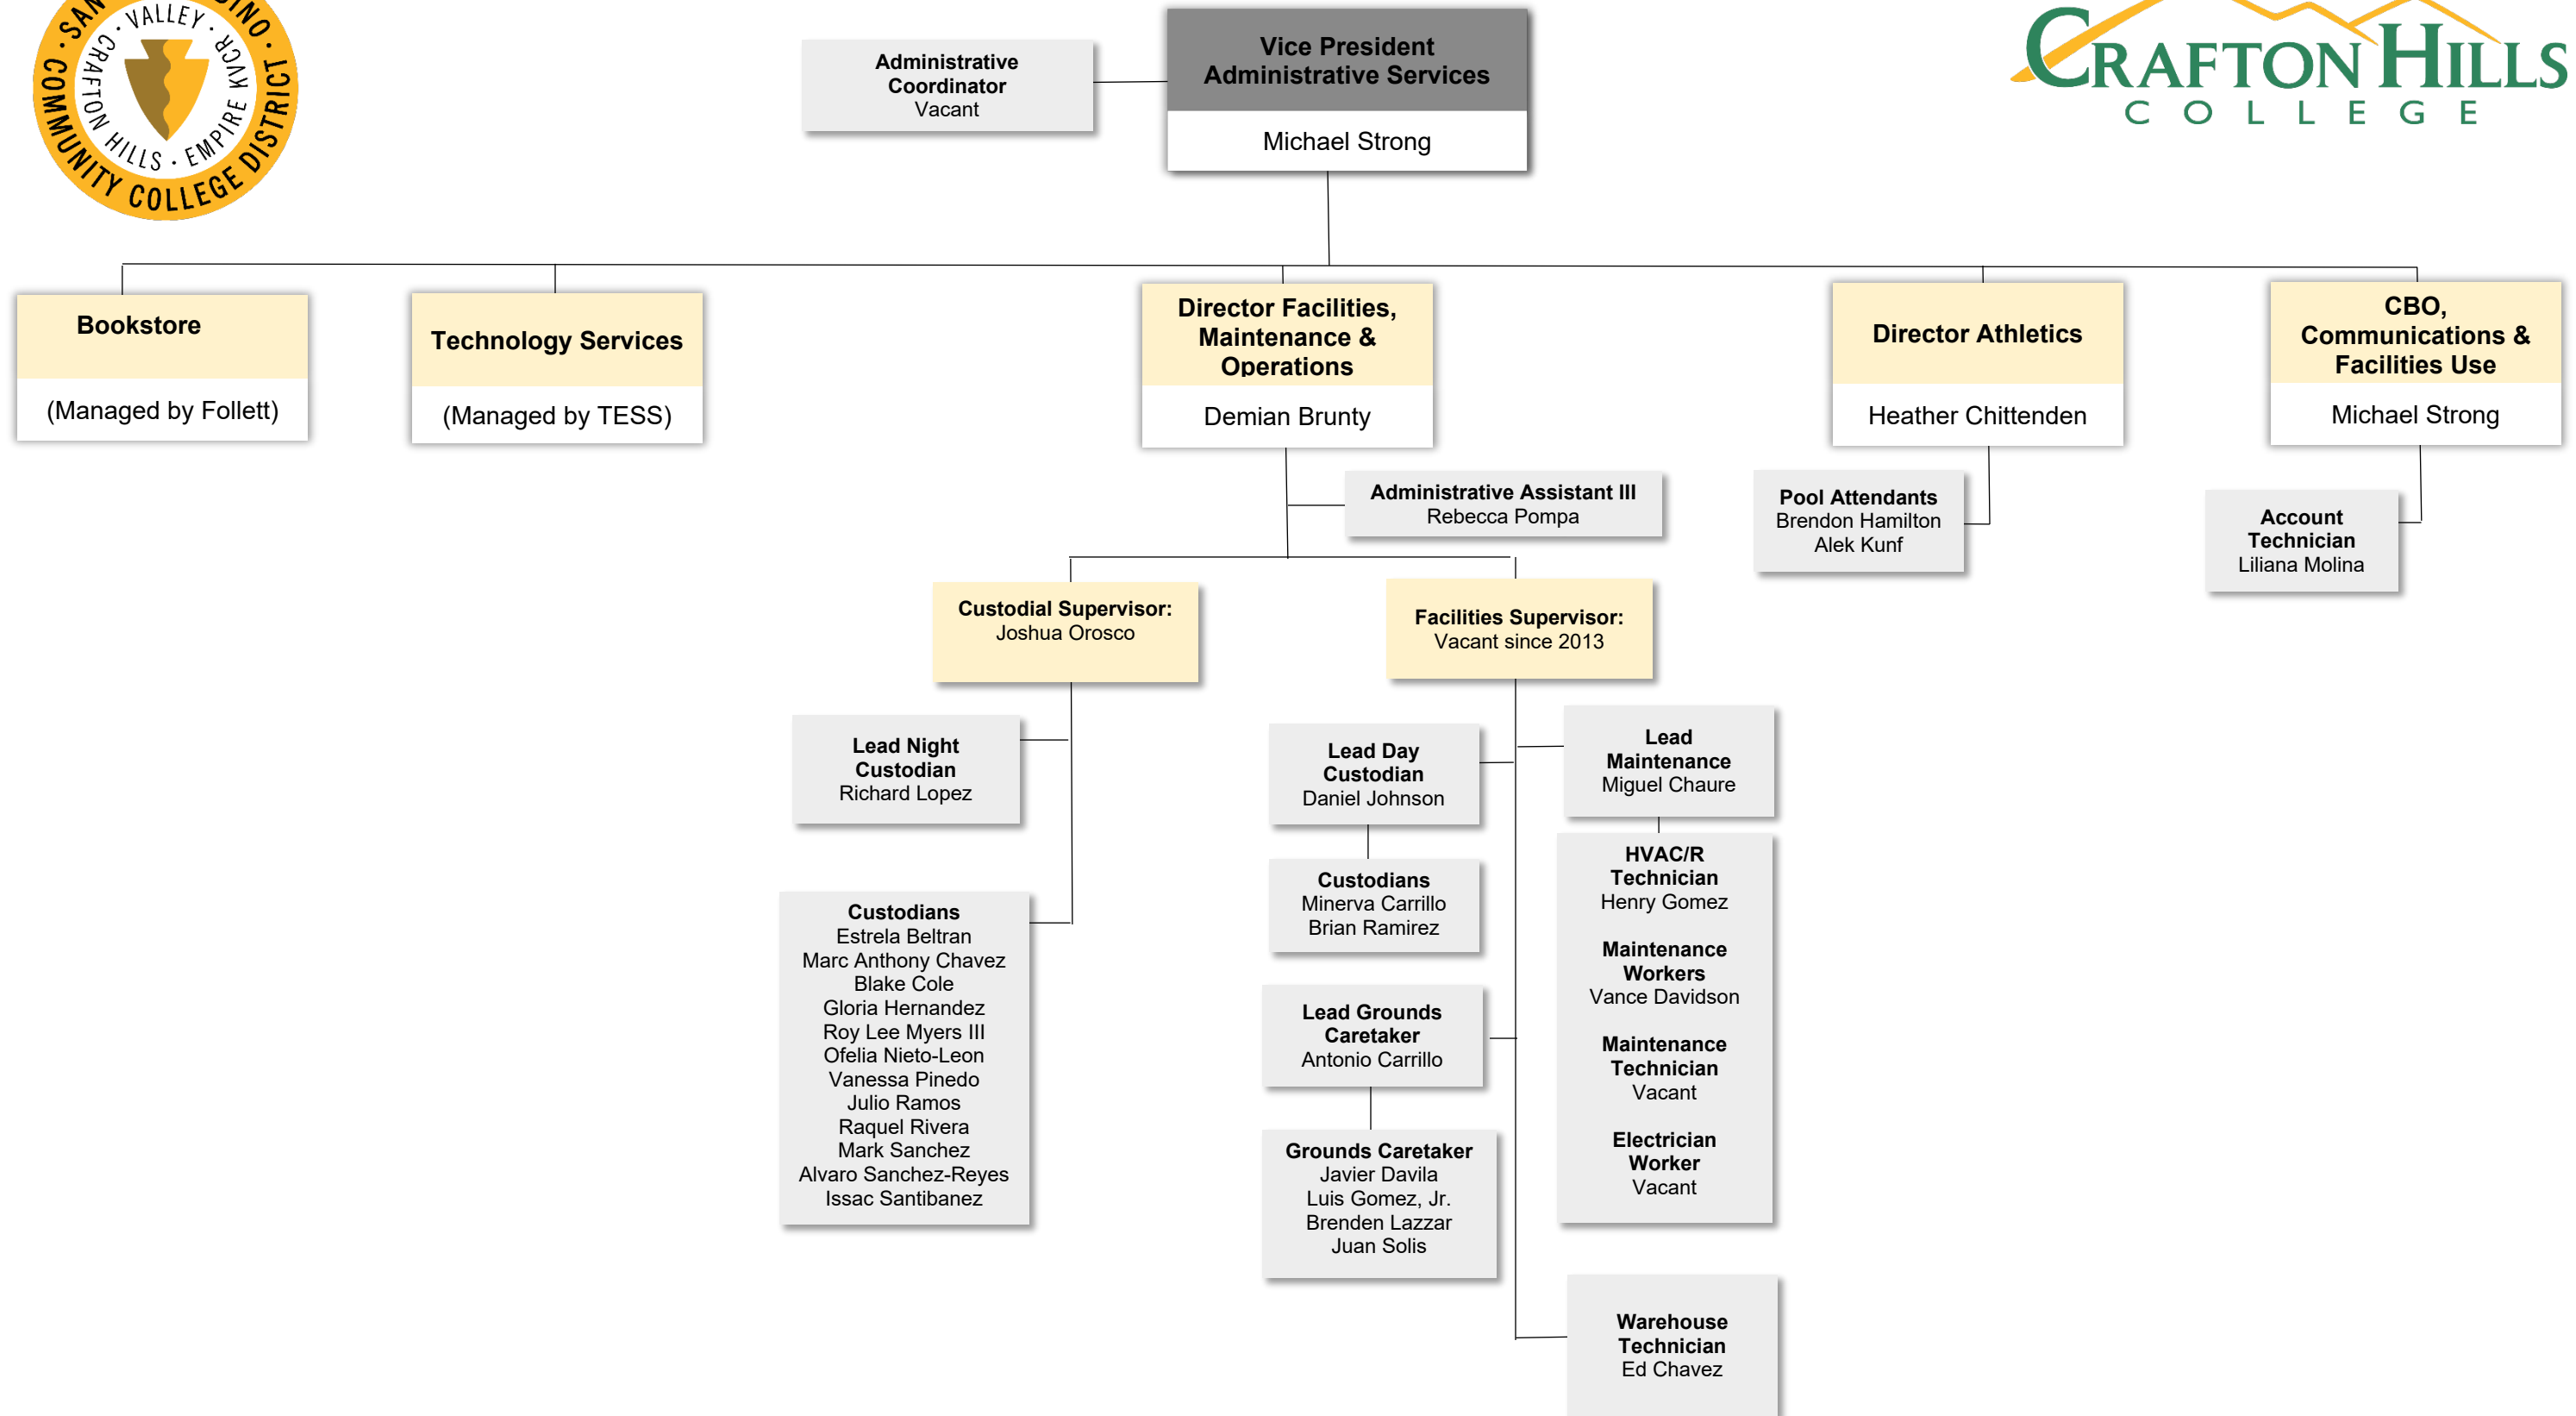 COMMUNITY COLLEGE DISTRICT
VALLEY
CRAFTON HILLS · EMPIRE KVCR
CRAFTON HILLS
COLLEGE
Vice President
Administrative Services
Michael Strong
Administrative
Coordinator
Vacant
Bookstore
(Managed by Follett)
Technology Services
(Managed by TESS)
Director Facilities,
Maintenance &
Operations
Demian Brunty
Director Athletics
Heather Chittenden
CBO,
Communications &
Facilities Use
Michael Strong
Administrative Assistant III
Rebecca Pompa
Pool Attendants
Brendon Hamilton
Alek Kunf
Account
Technician
Liliana Molina
Custodial Supervisor:
Joshua Orosco
Facilities Supervisor:
Vacant since 2013
Lead Night
Custodian
Richard Lopez
Custodians
Estrela Beltran
Marc Anthony Chavez
Blake Cole
Gloria Hernandez
Roy Lee Myers III
Ofelia Nieto-Leon
Vanessa Pinedo
Julio Ramos
Raquel Rivera
Mark Sanchez
Alvaro Sanchez-Reyes
Issac Santibanez
Lead Day
Custodian
Daniel Johnson
Custodians
Minerva Carrillo
Brian Ramirez
Lead Grounds
Caretaker
Antonio Carrillo
Grounds Caretaker
Javier Davila
Luis Gomez, Jr.
Brenden Lazzar
Juan Solis
Lead
Maintenance
Miguel Chaure
HVAC/R
Technician
Henry Gomez
Maintenance
Workers
Vance Davidson
Maintenance
Technician
Vacant
Electrician
Worker
Vacant
Warehouse
Technician
Ed Chavez